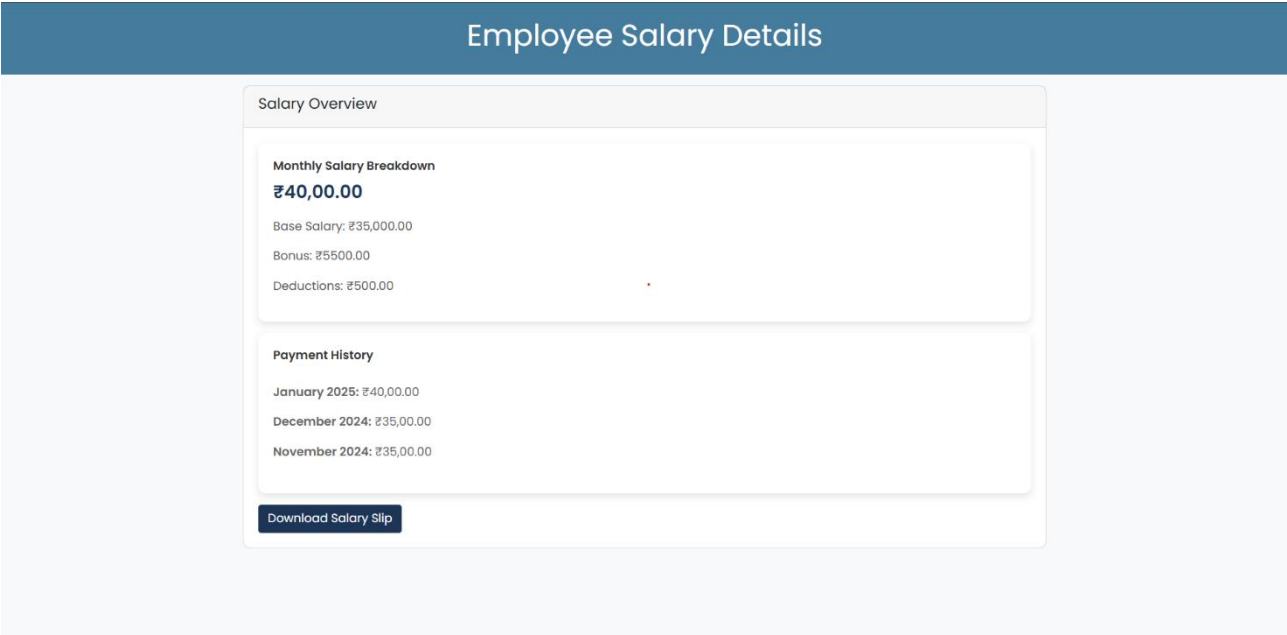 Employee Salary Details
Salary Overview
Monthly Salary Breakdown
₹40,00.00
Base Salary: ₹35,000.00
Bonus: ₹5500.00
Deductions: ₹500.00
Payment History
January 2025: ₹40,00.00
December 2024: ₹35,00.00
November 2024: ₹35,00.00
Download Salary Slip